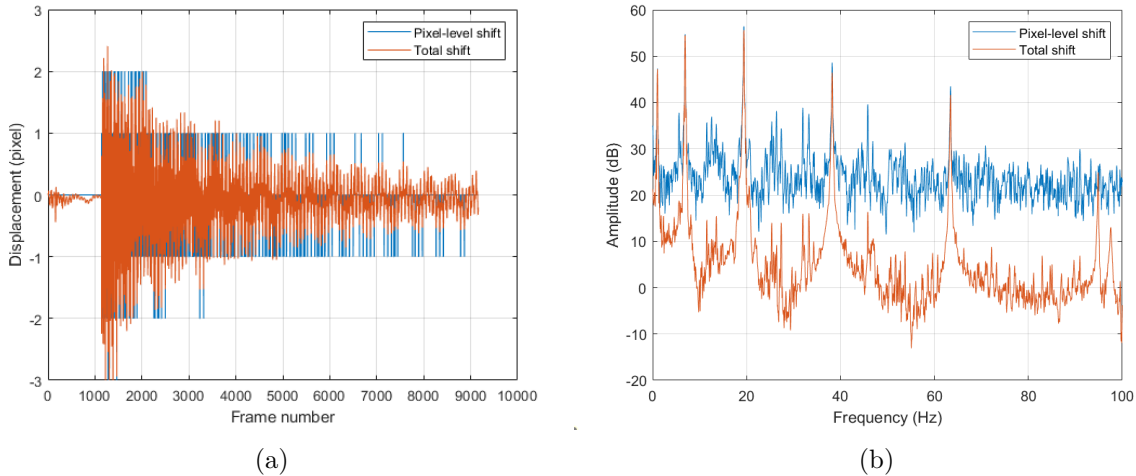 3
2
1
0
-1
-2
-3
Displacement (pixel)
0 1000 2000 3000 4000 5000 6000 7000 8000 9000 10000
Frame number
Pixel-level shift
Total shift
(a)
60
50
40
30
20
10
0
-10
-20
Amplitude (dB)
0 20 40 60 80 100
Frequency (Hz)
Pixel-level shift
Total shift
(b)